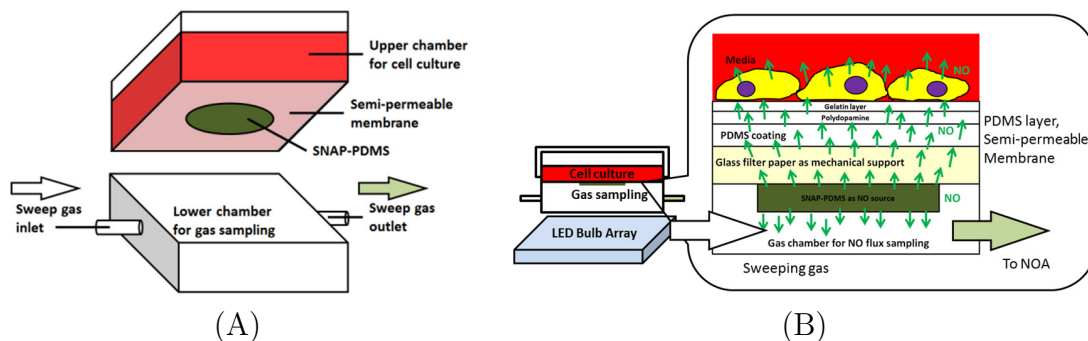 Upper chamber
for cell culture
Semi-permeable
membrane
SNAP-PDMS
Sweep gas
inlet
Lower chamber
for gas sampling
Sweep gas
outlet
(A)
Media
NO
Gelatin layer
Polydopamine
PDMS coating
NO
Glass filter paper as mechanical support
SNAP-PDMS as NO source
NO
Gas chamber for NO flux sampling
Sweeping gas
PDMS layer,
Semi-permeable
Membrane
To NOA
Cell culture
Gas sampling
LED Bulb Array
(B)